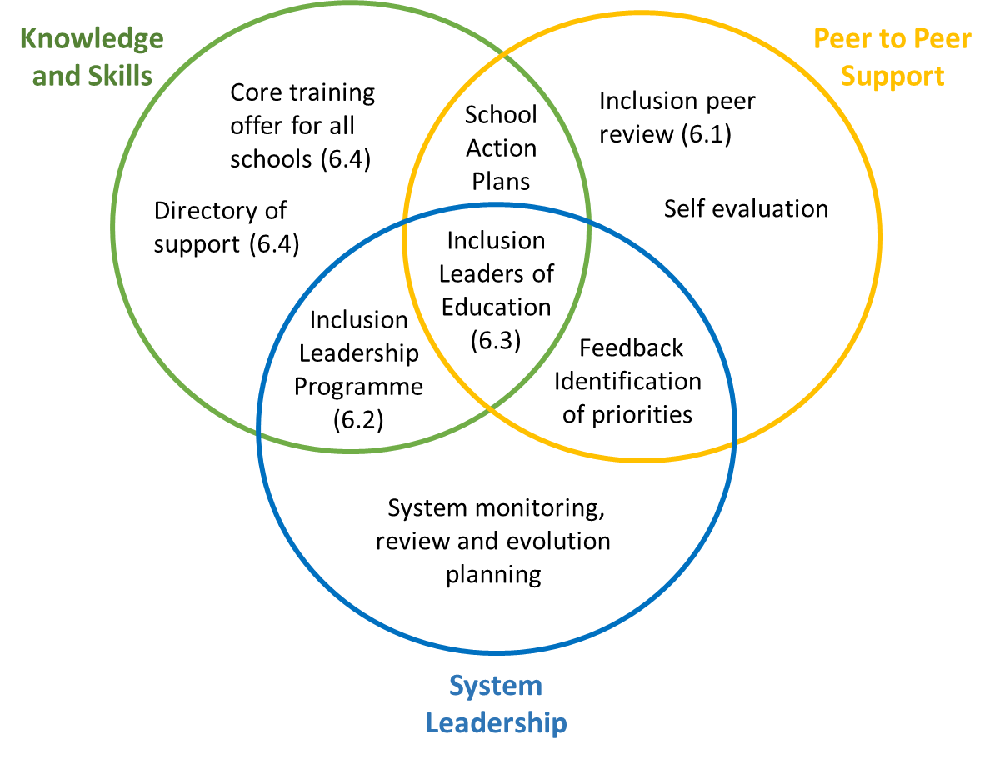 Knowledge
and Skills
Peer to Peer
Support
Core training
offer for all
schools (6.4)
Directory of
support (6.4)
School
Action
Plans
Inclusion peer
review (6.1)
Self evaluation
Inclusion
Leaders of
Education
(6.3)
Inclusion
Leadership
Programme
(6.2)
Feedback
Identification
of priorities
System monitoring,
review and evolution
planning
System
Leadership